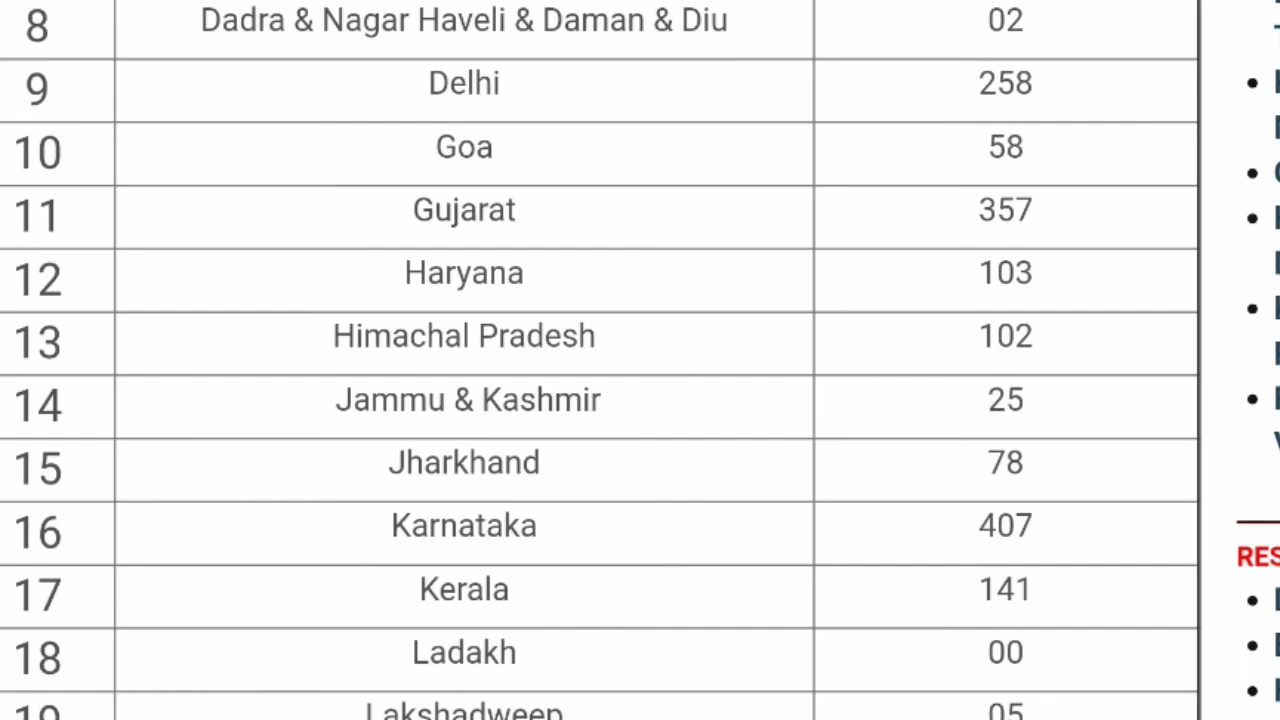 8 Dadra & Nagar Haveli & Daman & Diu 02
9 Delhi 258
10 Goa 58
11 Gujarat 357
12 Haryana 103
13 Himachal Pradesh 102
14 Jammu & Kashmir 25
15 Jharkhand 78
16 Karnataka 407
17 Kerala 141
RES
18 Ladakh 00
19 Lakshadweep 05